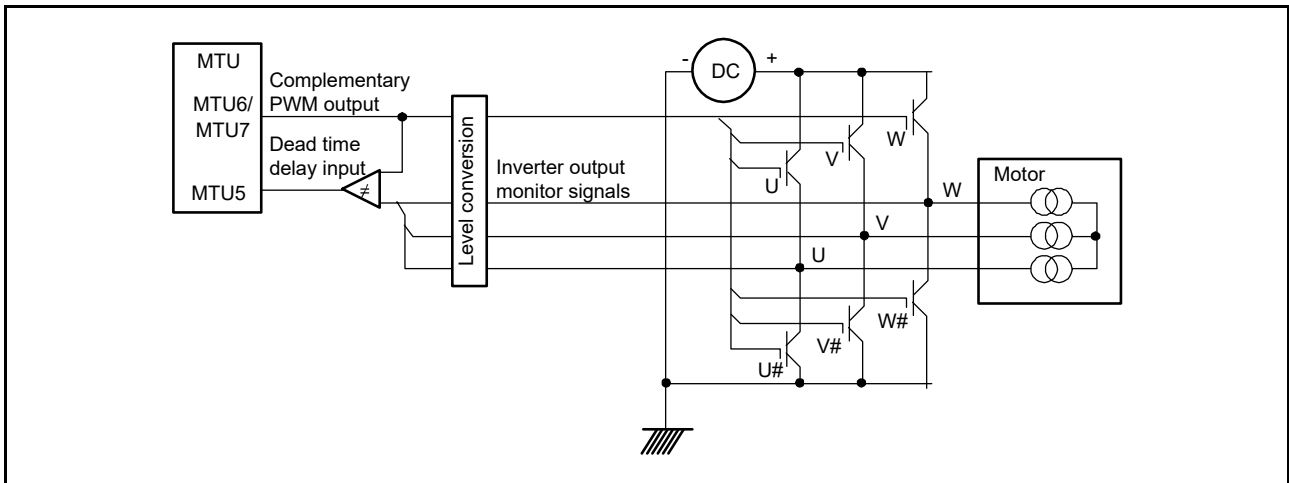 MTU
MTU6/
MTU7
MTU5
Complementary
PWM output
Dead time
delay input
≠
Level conversion
Inverter output
monitor signals
-
DC
+
W
V
U
W
V
U
W#
V#
U#
Motor